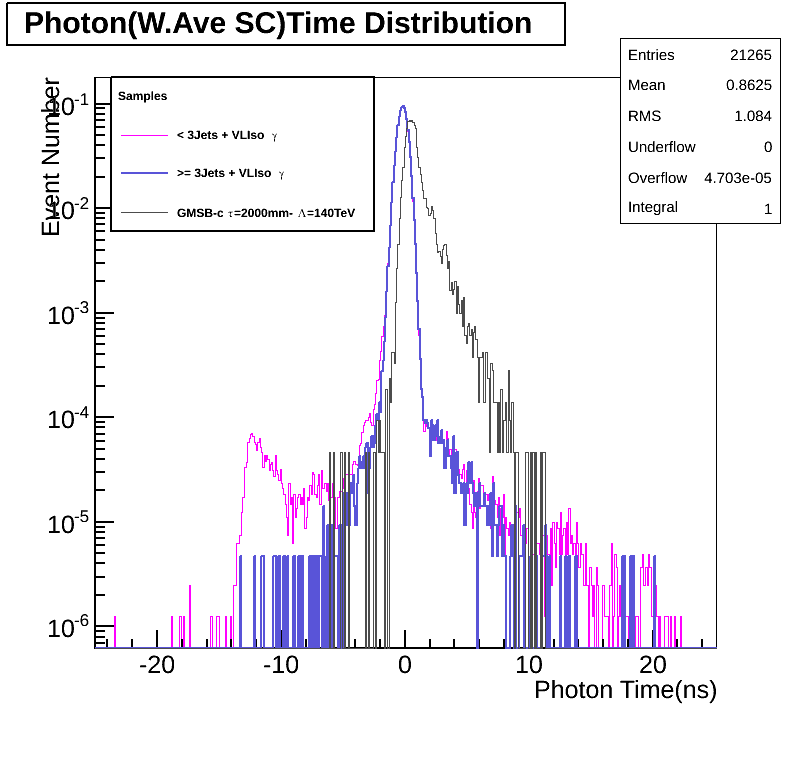 Photon(W.Ave SC)Time Distribution
Entries 21265
Mean 0.8625
RMS 1.084
Underflow 0
Overflow 4.703e-05
Integral 1
Samples
< 3Jets + VLIso γ
>= 3Jets + VLIso γ
GMSB-c τ=2000mm- Λ=140TeV
Event Number
10⁻¹
10⁻²
10⁻³
10⁻⁴
10⁻⁵
10⁻⁶
-20 -10 0 10 20
Photon Time(ns)